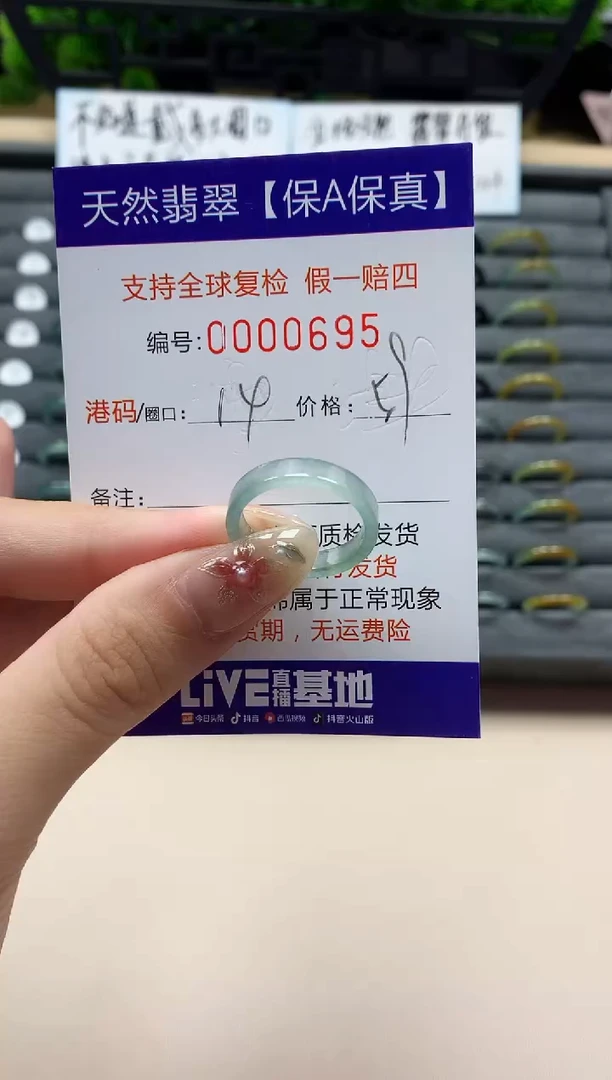 天然翡翠【保A保真】
支持全球复检 假一赔四
编号:0000695
港码/圈口: 14 价格: 59
备注:
质检发货
发货
属于正常现象
货期，无运费险
LiVE直播基地
今日头条 抖音 西瓜视频 抖音火山版